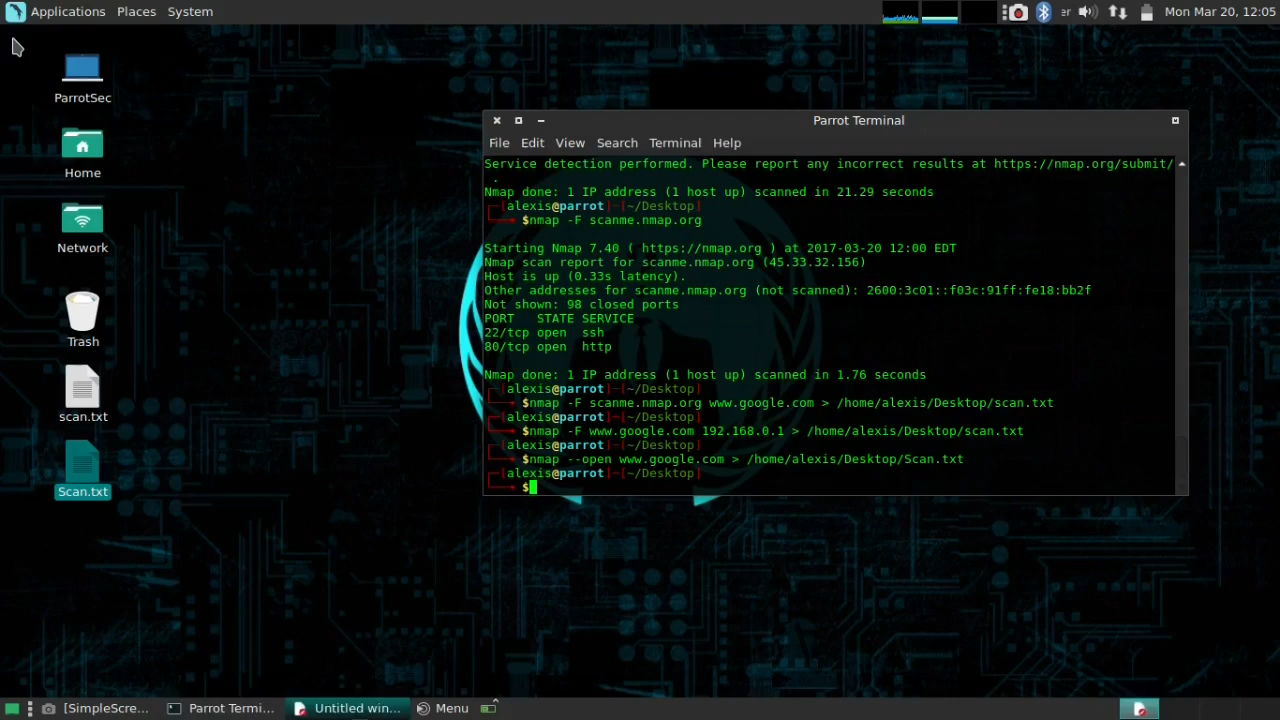 Applications Places System
er Mon Mar 20, 12:05
ParrotSec
Home
Network
Trash
scan.txt
Scan.txt
Parrot Terminal
File Edit View Search Terminal Help
Service detection performed. Please report any incorrect results at https://nmap.org/submit/
.
Nmap done: 1 IP address (1 host up) scanned in 21.29 seconds
┌─[alexis@parrot]─[~/Desktop]
└──╼ $nmap -F scanme.nmap.org
Starting Nmap 7.40 ( https://nmap.org ) at 2017-03-20 12:00 EDT
Nmap scan report for scanme.nmap.org (45.33.32.156)
Host is up (0.33s latency).
Other addresses for scanme.nmap.org (not scanned): 2600:3c01::f03c:91ff:fe18:bb2f
Not shown: 98 closed ports
PORT   STATE SERVICE
22/tcp open  ssh
80/tcp open  http
Nmap done: 1 IP address (1 host up) scanned in 1.76 seconds
┌─[alexis@parrot]─[~/Desktop]
└──╼ $nmap -F scanme.nmap.org www.google.com > /home/alexis/Desktop/scan.txt
┌─[alexis@parrot]─[~/Desktop]
└──╼ $nmap -F www.google.com 192.168.0.1 > /home/alexis/Desktop/scan.txt
┌─[alexis@parrot]─[~/Desktop]
└──╼ $nmap --open www.google.com > /home/alexis/Desktop/Scan.txt
┌─[alexis@parrot]─[~/Desktop]
└──╼ $
[SimpleScre... Parrot Termi... Untitled win... Menu